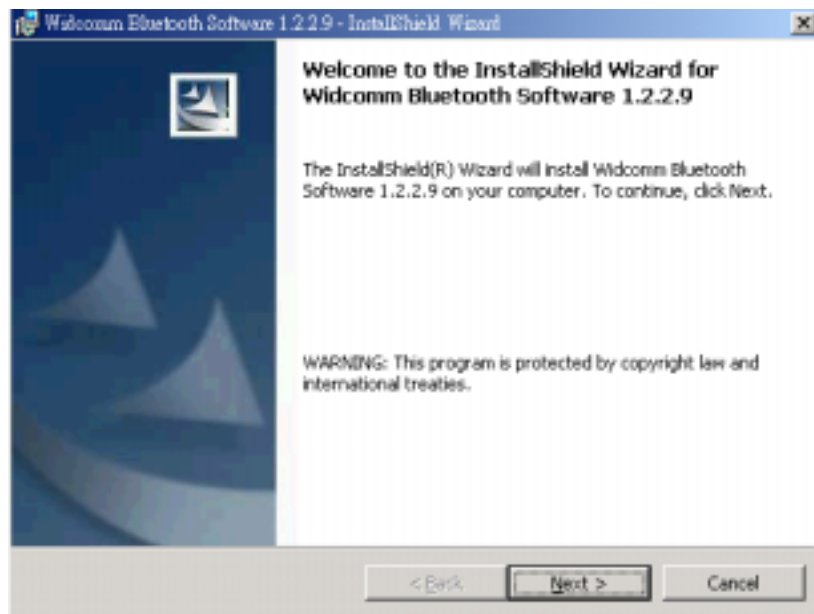 Widcomm Bluetooth Software 1.2.2.9 - InstallShield Wizard
Welcome to the InstallShield Wizard for
Widcomm Bluetooth Software 1.2.2.9
The InstallShield(R) Wizard will install Widcomm Bluetooth
Software 1.2.2.9 on your computer. To continue, click Next.
WARNING: This program is protected by copyright law and
international treaties.
< Back
Next >
Cancel